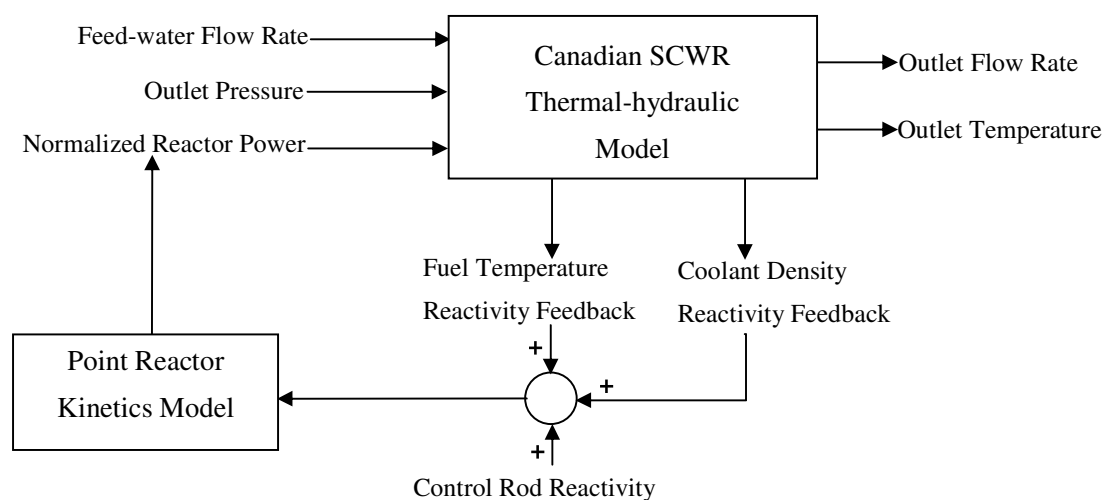 Feed-water Flow Rate
Outlet Pressure
Normalized Reactor Power
Canadian SCWR
Thermal-hydraulic
Model
Outlet Flow Rate
Outlet Temperature
Fuel Temperature
Reactivity Feedback
Coolant Density
Reactivity Feedback
Point Reactor
Kinetics Model
+
+
+
Control Rod Reactivity